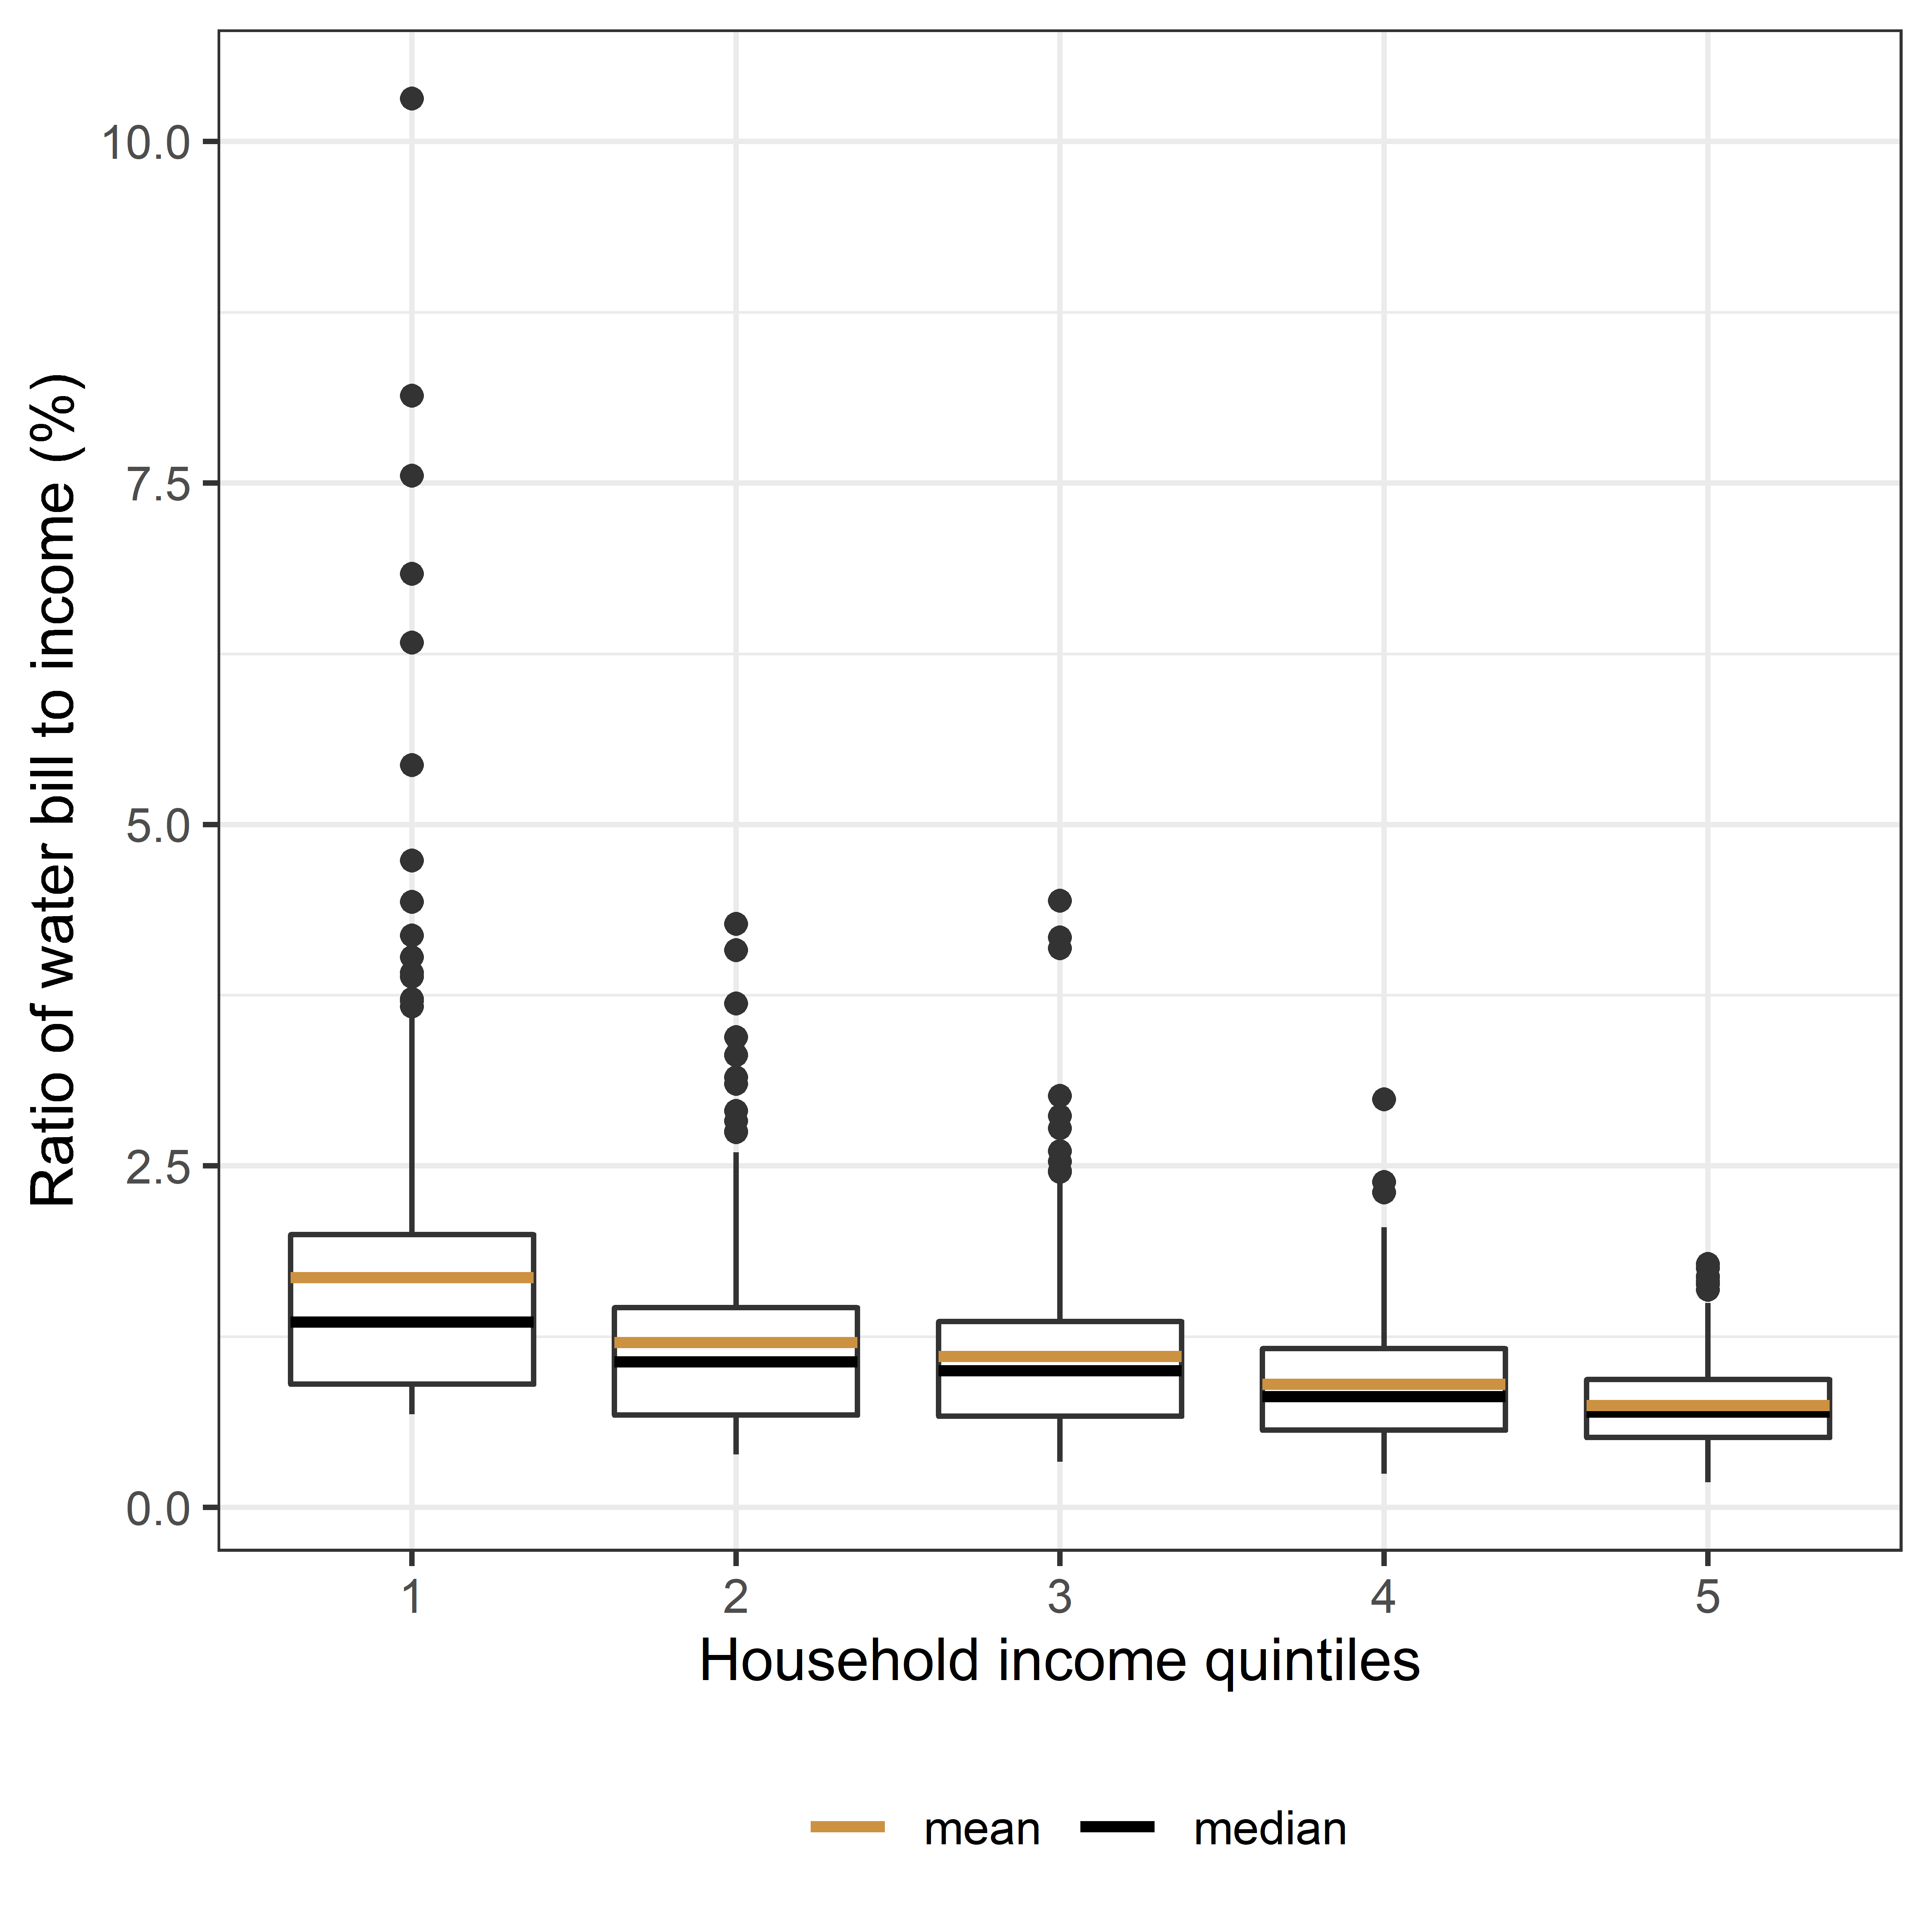 Ratio of water bill to income (%)
10.0
7.5
5.0
2.5
0.0
1 2 3 4 5
Household income quintiles
mean median